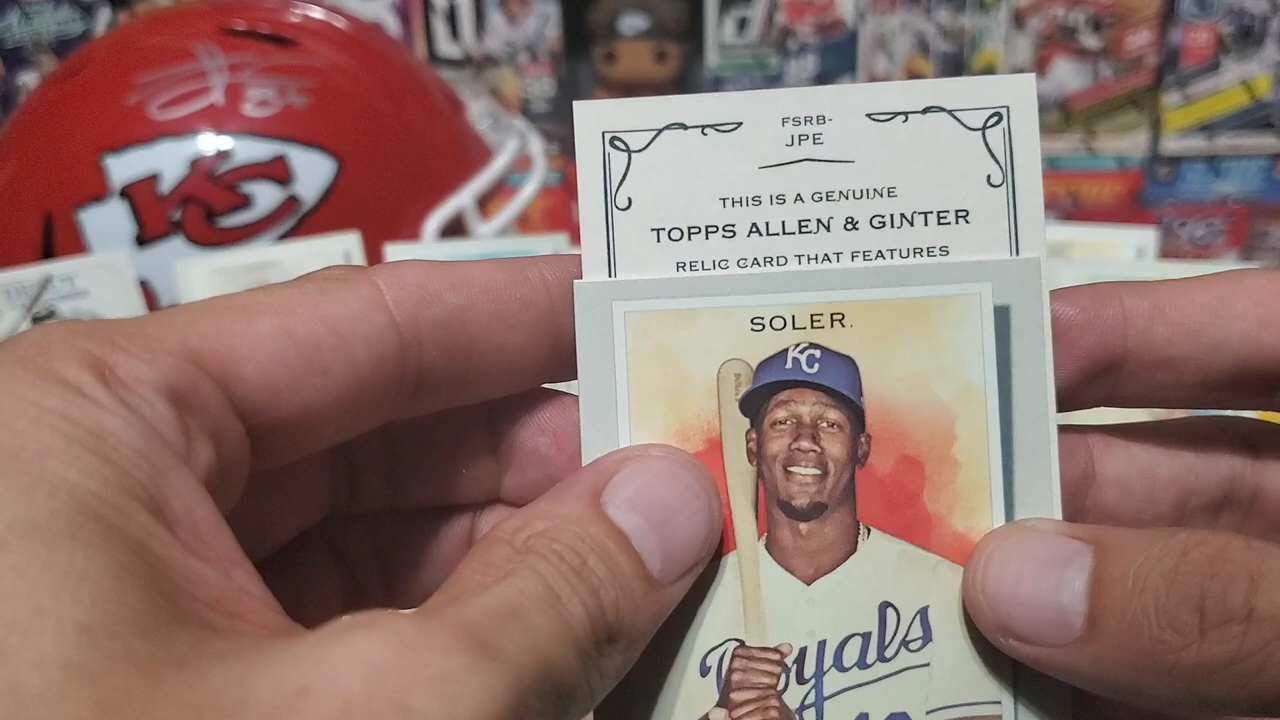 KC
FSRB-
JPE
THIS IS A GENUINE
TOPPS ALLEN & GINTER
RELIC CARD THAT FEATURES
SOLER.
KC
Royals